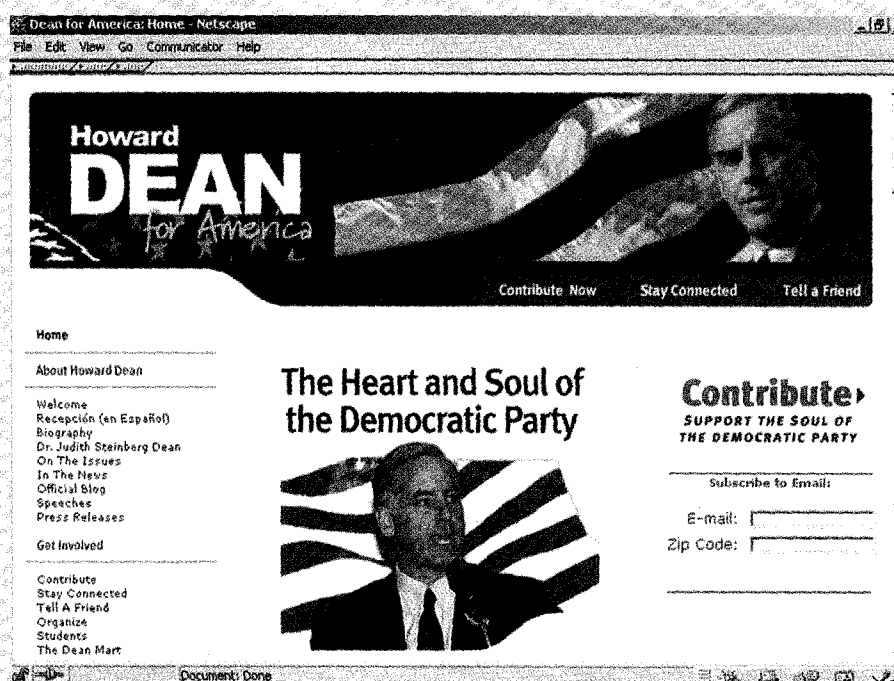 Dean for America: Home - Netscape
File Edit View Go Communicator Help
Howard
DEAN
for America
Contribute Now Stay Connected Tell a Friend
Home
About Howard Dean
Welcome
Recepción (en Español)
Biography
Dr. Judith Steinberg Dean
On The Issues
In The News
Official Blog
Speeches
Press Releases
Get Involved
Contribute
Stay Connected
Tell A Friend
Organize
Students
The Dean Mart
The Heart and Soul of
the Democratic Party
Contribute
SUPPORT THE SOUL OF
THE DEMOCRATIC PARTY
Subscribe to Email:
E-mail:
Zip Code:
Document: Done